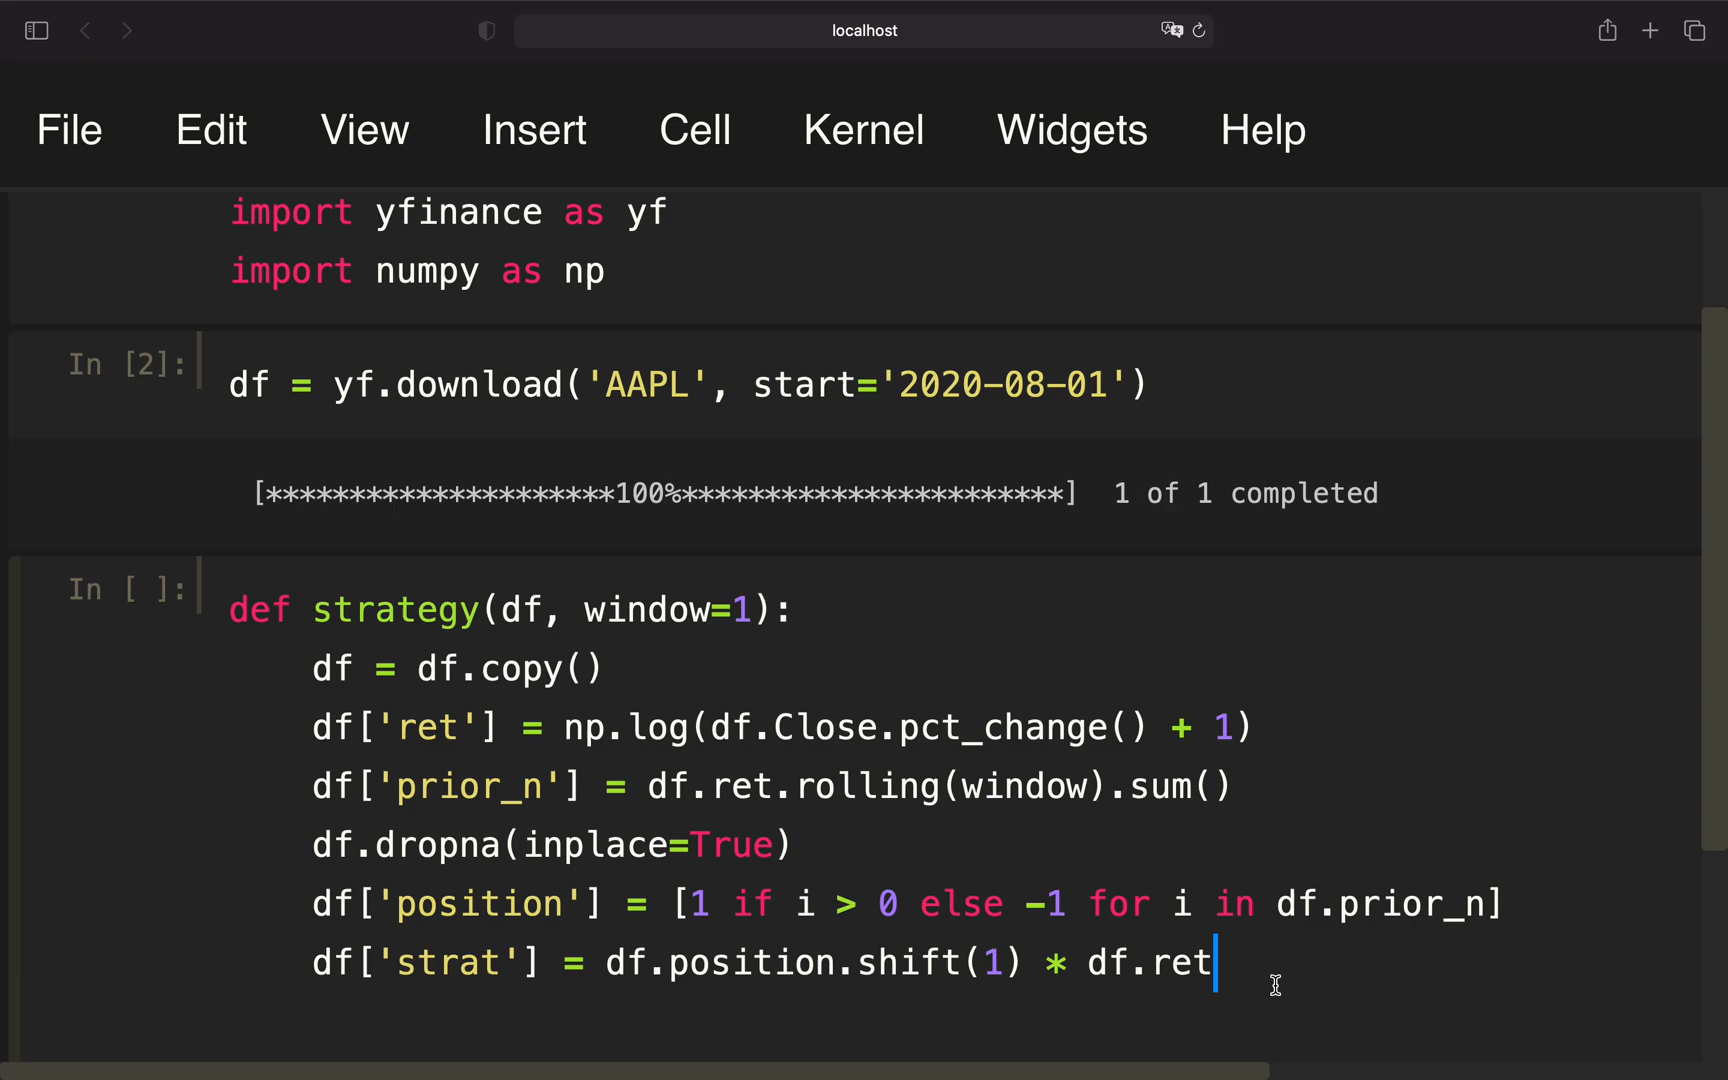 localhost
File Edit View Insert Cell Kernel Widgets Help
import yfinance as yf
import numpy as np
In [2]:
df = yf.download('AAPL', start='2020-08-01')
[*********************100%***********************] 1 of 1 completed
In [ ]:
def strategy(df, window=1):
    df = df.copy()
    df['ret'] = np.log(df.Close.pct_change() + 1)
    df['prior_n'] = df.ret.rolling(window).sum()
    df.dropna(inplace=True)
    df['position'] = [1 if i > 0 else -1 for i in df.prior_n]
    df['strat'] = df.position.shift(1) * df.ret